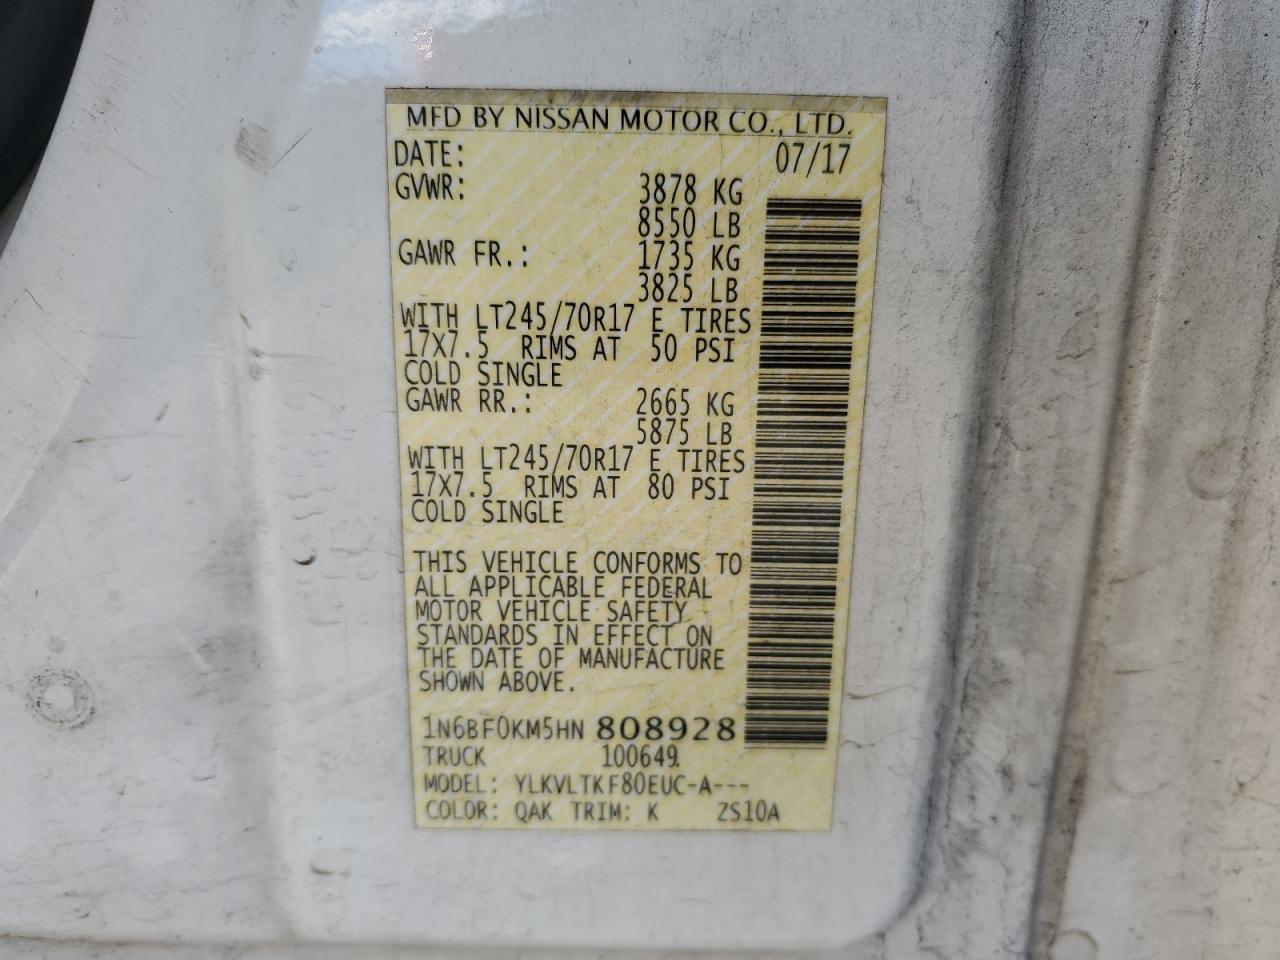 MFD BY NISSAN MOTOR CO., LTD.
DATE: 07/17
GVWR: 3878 KG
8550 LB
GAWR FR.: 1735 KG
3825 LB
WITH LT245/70R17 E TIRES
17X7.5 RIMS AT 50 PSI
COLD SINGLE
GAWR RR.: 2665 KG
5875 LB
WITH LT245/70R17 E TIRES
17X7.5 RIMS AT 80 PSI
COLD SINGLE
THIS VEHICLE CONFORMS TO
ALL APPLICABLE FEDERAL
MOTOR VEHICLE SAFETY
STANDARDS IN EFFECT ON
THE DATE OF MANUFACTURE
SHOWN ABOVE.
1N6BF0KM5HN 808928
TRUCK 100649
MODEL: YLKVLTKF80EUC-A---
COLOR: QAK TRIM: K ZS10A